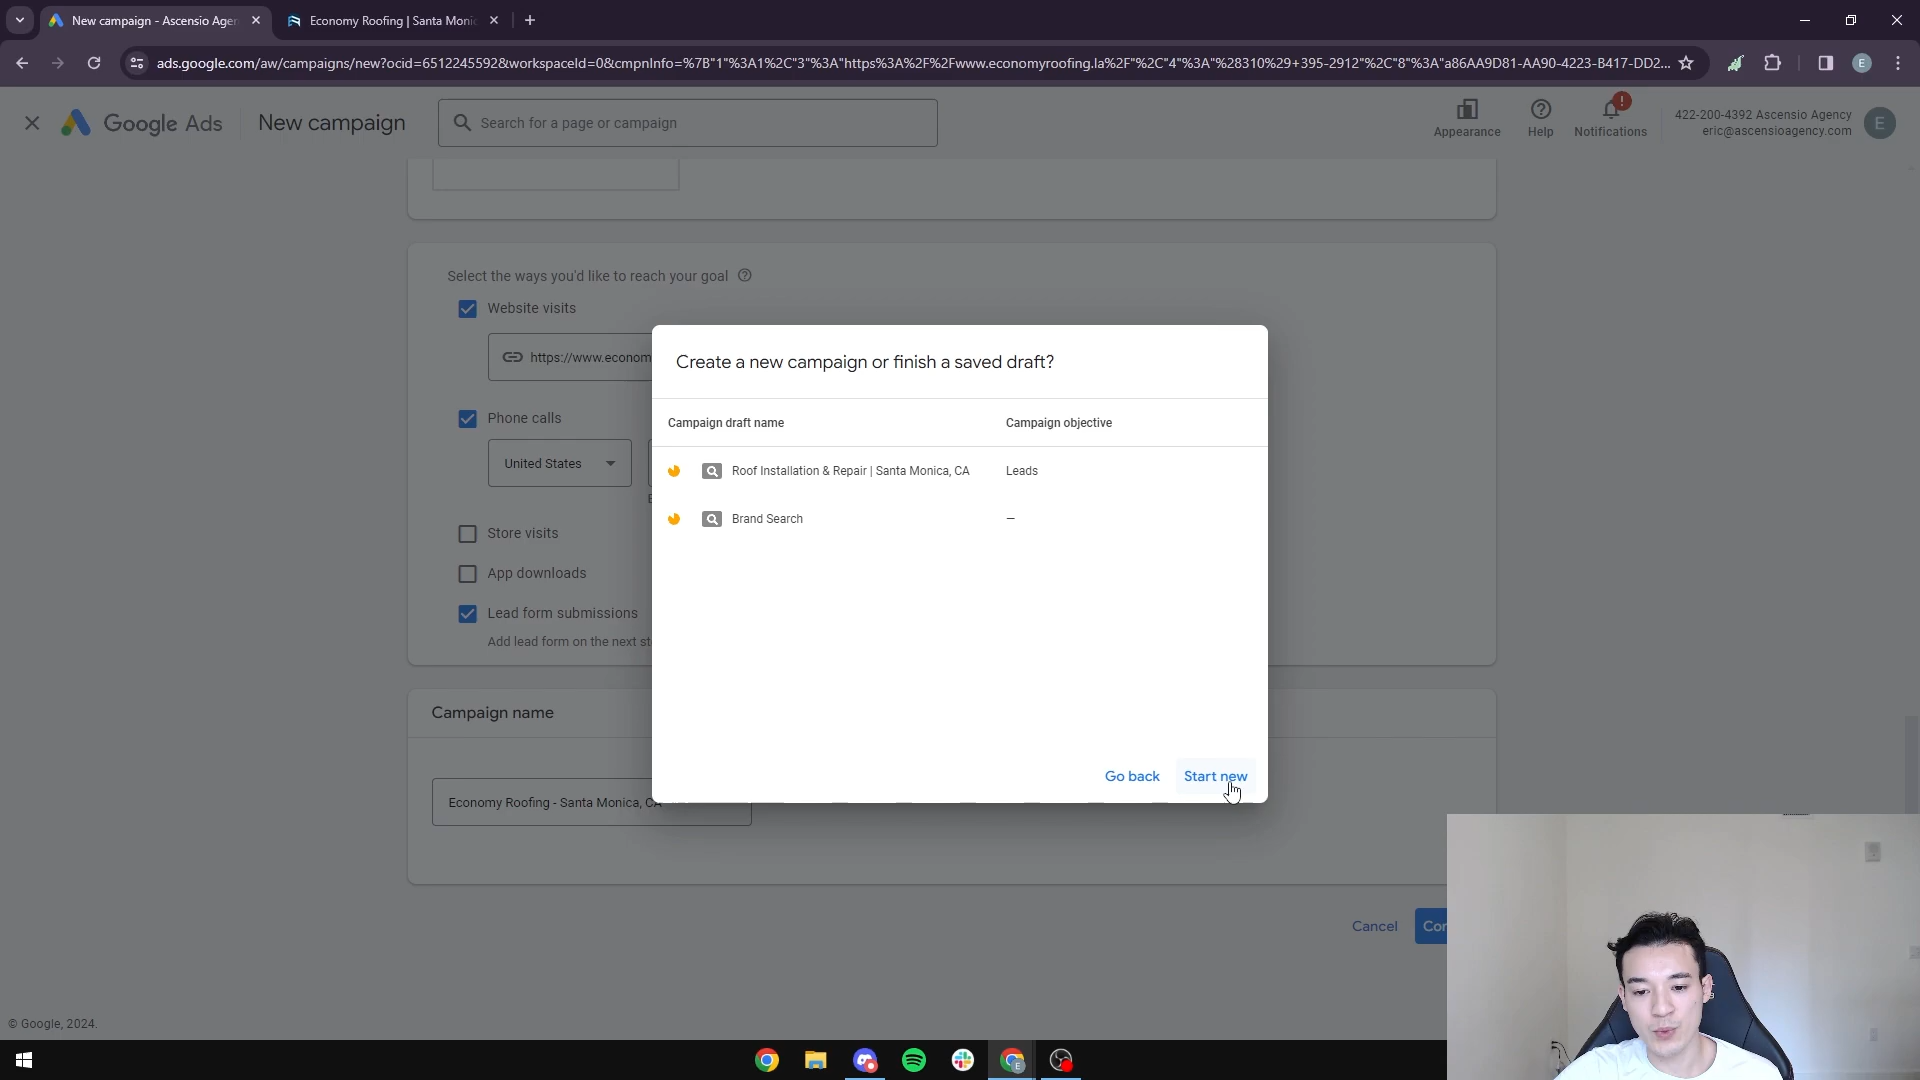 New campaign - Ascensio Agen
Economy Roofing | Santa Moni
ads.google.com/aw/campaigns/new?ocid=6512245592&workspaceId=0&cmpnInfo=%7B"1"%3A1%2C"3"%3A"https%3A%2F%2Fwww.economyroofing.la%2F"%2C"4"%3A"%28310%29+395-2912"%2C"8"%3A"a86AA9D81-AA90-4223-B417-DD2...
E
Google Ads
New campaign
Search for a page or campaign
Appearance
Help
Notifications
!
422-200-4392 Ascensio Agency
eric@ascensioagency.com
E
Select the ways you'd like to reach your goal
Website visits
https://www.econom
Phone calls
United States
Store visits
App downloads
Lead form submissions
Add lead form on the next st
Create a new campaign or finish a saved draft?
Campaign draft name
Campaign objective
Roof Installation & Repair | Santa Monica, CA
Leads
Brand Search
—
Go back
Start new
Campaign name
Economy Roofing - Santa Monica, CA
Cancel
Con
© Google, 2024.